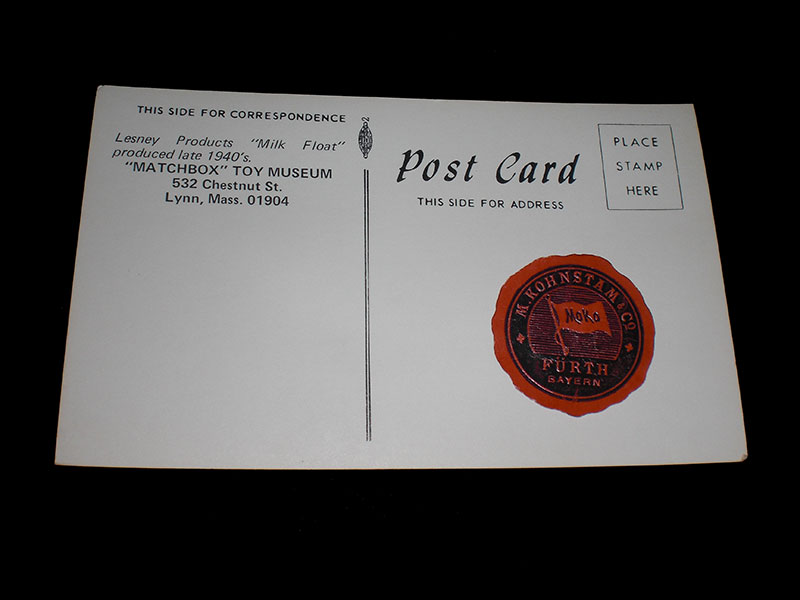 THIS SIDE FOR CORRESPONDENCE
Lesney Products "Milk Float"
produced late 1940's.
"MATCHBOX" TOY MUSEUM
532 Chestnut St.
Lynn, Mass. 01904
2
Post Card
THIS SIDE FOR ADDRESS
PLACE
STAMP
HERE
M. KOHNSTAM & CO.
MoKo
FÜRTH
BAYERN